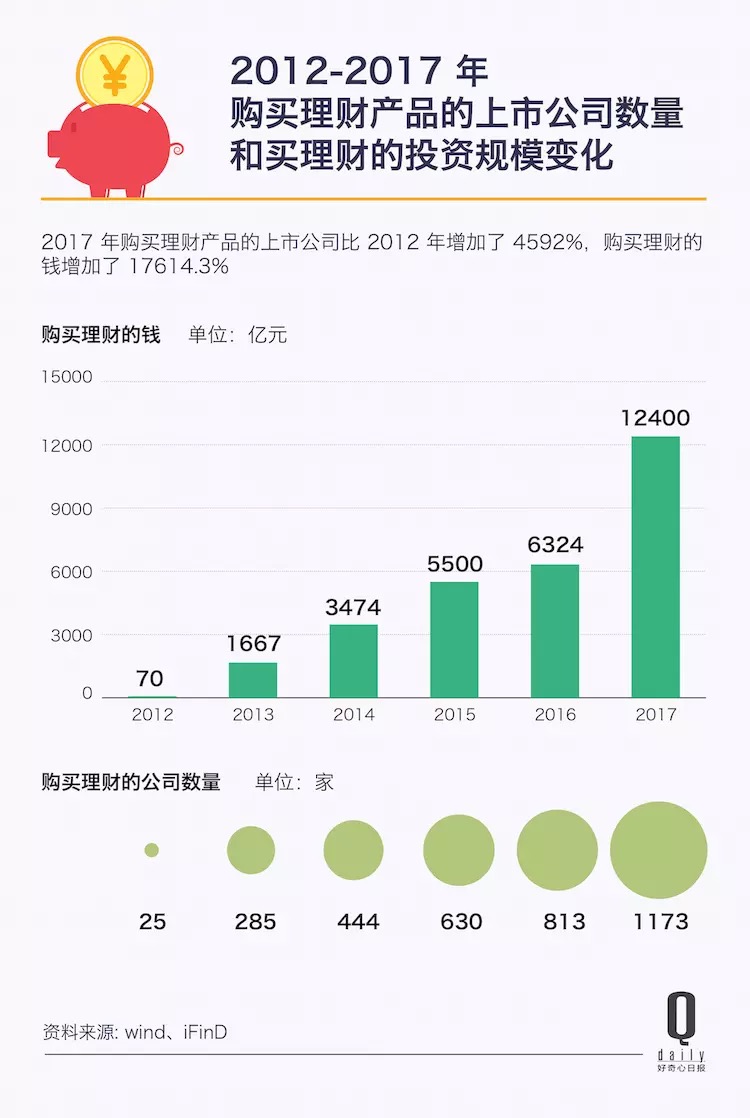 ¥
2012-2017 年
购买理财产品的上市公司数量
和买理财的投资规模变化
2017 年购买理财产品的上市公司比 2012 年增加了 4592%，购买理财的
钱增加了 17614.3%
购买理财的钱 单位：亿元
15000
12000
9000
6000
3000
0
70
1667
3474
5500
6324
12400
2012 2013 2014 2015 2016 2017
购买理财的公司数量 单位：家
25 285 444 630 813 1173
资料来源: wind、iFinD
Q
daily
好奇心日报